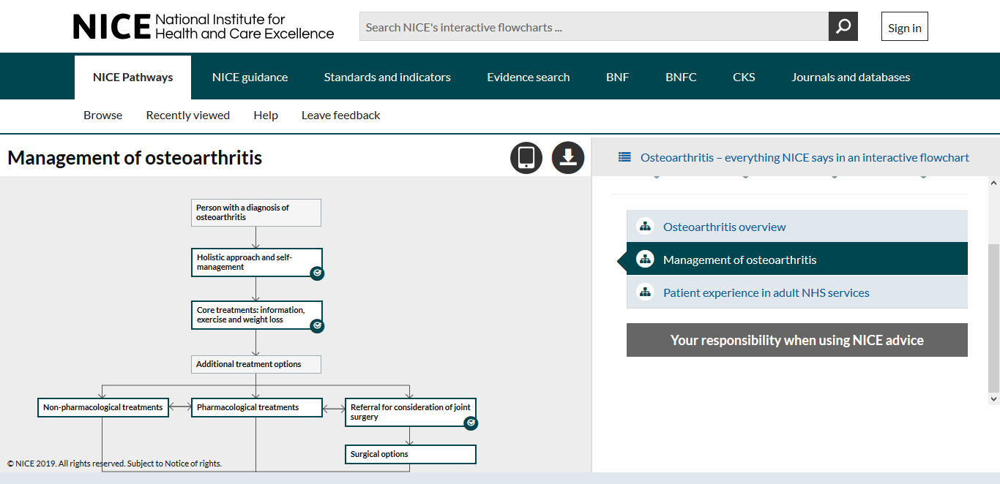 NICE National Institute for
Health and Care Excellence
Search NICE's interactive flowcharts ...
Sign in
NICE Pathways
NICE guidance
Standards and indicators
Evidence search
BNF
BNFC
CKS
Journals and databases
Browse
Recently viewed
Help
Leave feedback
Management of osteoarthritis
Osteoarthritis – everything NICE says in an interactive flowchart
Person with a diagnosis of
osteoarthritis
Holistic approach and self-
management
Core treatments: information,
exercise and weight loss
Additional treatment options
Non-pharmacological treatments
Pharmacological treatments
Referral for consideration of joint
surgery
Surgical options
© NICE 2019. All rights reserved. Subject to Notice of rights.
Osteoarthritis overview
Management of osteoarthritis
Patient experience in adult NHS services
Your responsibility when using NICE advice